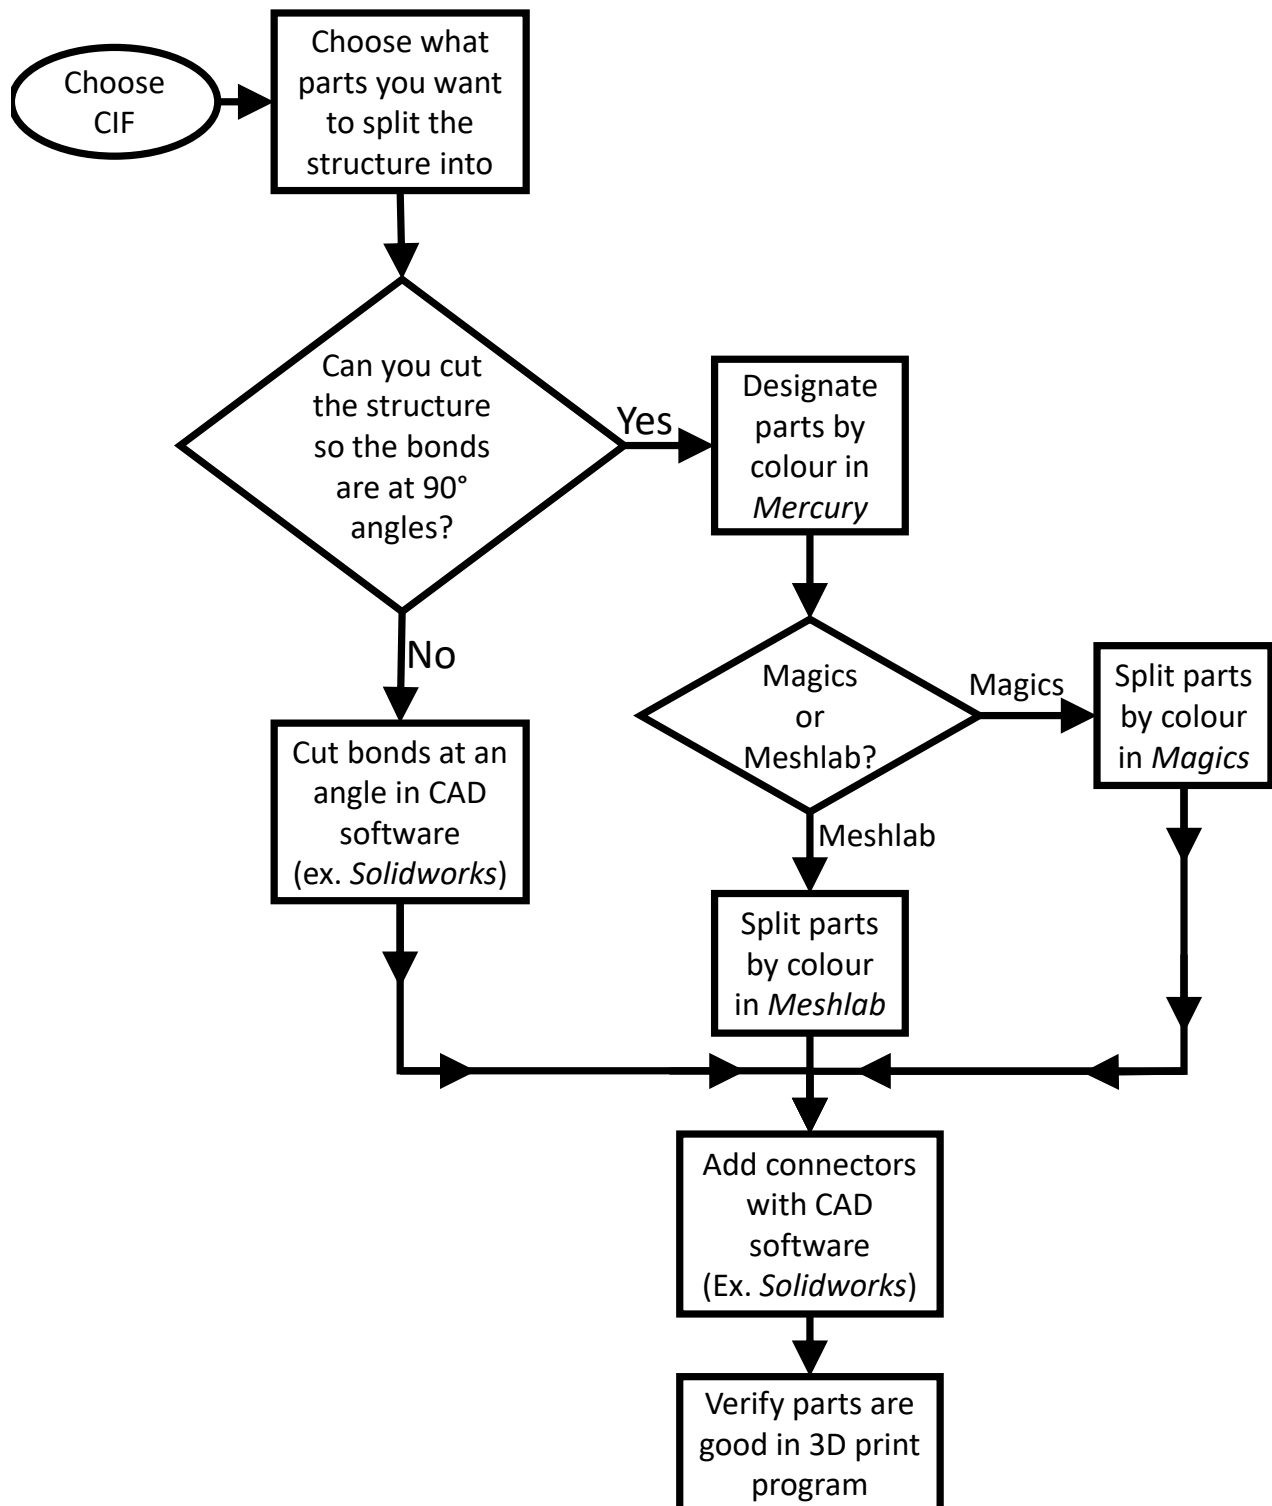 Choose
CIF
Choose what
parts you want
to split the
structure into
Can you cut
the structure
so the bonds
are at 90°
angles?
Yes
Designate
parts by
colour in
Mercury
No
Magics
or
Meshlab?
Magics
Split parts
by colour
in Magics
Cut bonds at an
angle in CAD
software
(ex. Solidworks)
Meshlab
Split parts
by colour
in Meshlab
Add connectors
with CAD
software
(Ex. Solidworks)
Verify parts are
good in 3D print
program